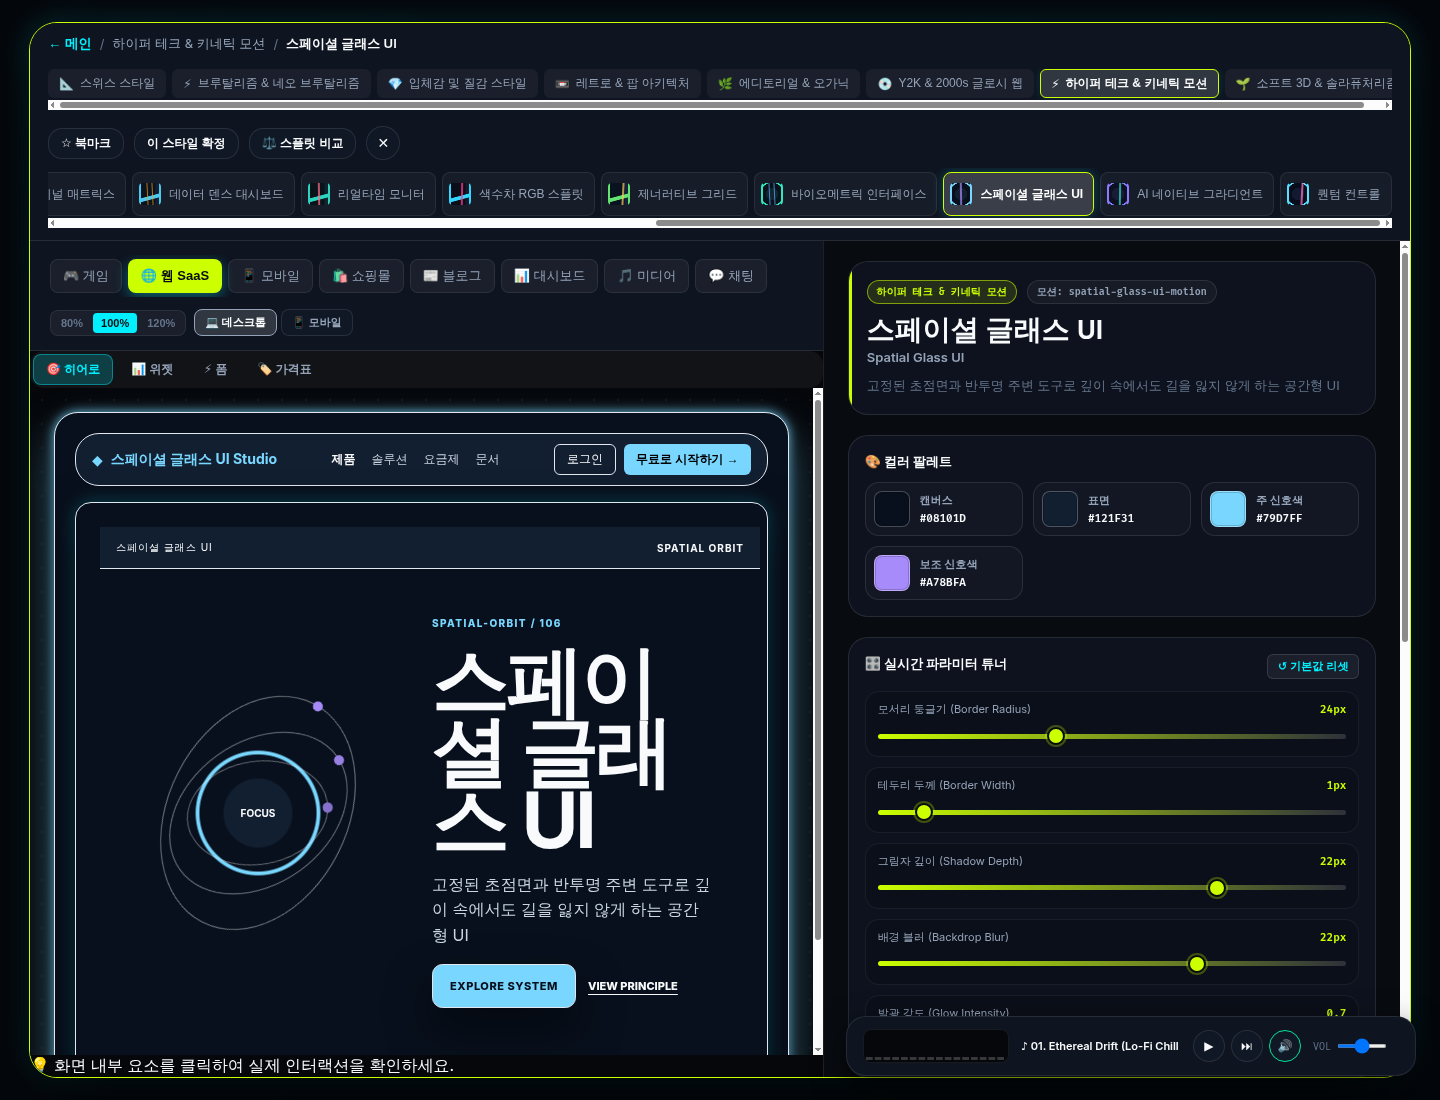 ← 메인 / 하이퍼 테크 & 키네틱 모션 / 스페이셜 글래스 UI
스위스 스타일
브루탈리즘 & 네오 브루탈리즘
입체감 및 질감 스타일
레트로 & 팝 아키텍처
에디토리얼 & 오가닉
Y2K & 2000s 글로시 웹
하이퍼 테크 & 키네틱 모션
소프트 3D & 솔라퓨처리즘
☆ 북마크
이 스타일 확정
스플릿 비교
✕
널 매트릭스
데이터 덴스 대시보드
리얼타임 모니터
색수차 RGB 스플릿
제너러티브 그리드
바이오메트릭 인터페이스
스페이셜 글래스 UI
AI 네이티브 그라디언트
퀀텀 컨트롤
게임
웹 SaaS
모바일
쇼핑몰
블로그
대시보드
미디어
채팅
80%
100%
120%
데스크톱
모바일
히어로
위젯
폼
가격표
◆ 스페이셜 글래스 UI Studio
제품
솔루션
요금제
문서
로그인
무료로 시작하기 →
스페이셜 글래스 UI
SPATIAL ORBIT
FOCUS
SPATIAL-ORBIT / 106
스페이
셜 글래
스 UI
고정된 초점면과 반투명 주변 도구로 깊
이 속에서도 길을 잃지 않게 하는 공간
형 UI
EXPLORE SYSTEM
VIEW PRINCIPLE
화면 내부 요소를 클릭하여 실제 인터랙션을 확인하세요.
하이퍼 테크 & 키네틱 모션
모션: spatial-glass-ui-motion
스페이셜 글래스 UI
Spatial Glass UI
고정된 초점면과 반투명 주변 도구로 깊이 속에서도 길을 잃지 않게 하는 공간형 UI
컬러 팔레트
캔버스
#08101D
표면
#121F31
주 신호색
#79D7FF
보조 신호색
#A78BFA
실시간 파라미터 튜너
↺ 기본값 리셋
모서리 둥글기 (Border Radius)
24px
테두리 두께 (Border Width)
1px
그림자 깊이 (Shadow Depth)
22px
배경 블러 (Backdrop Blur)
22px
발광 강도 (Glow Intensity)
0.7
♪ 01. Ethereal Drift (Lo-Fi Chill
VOL